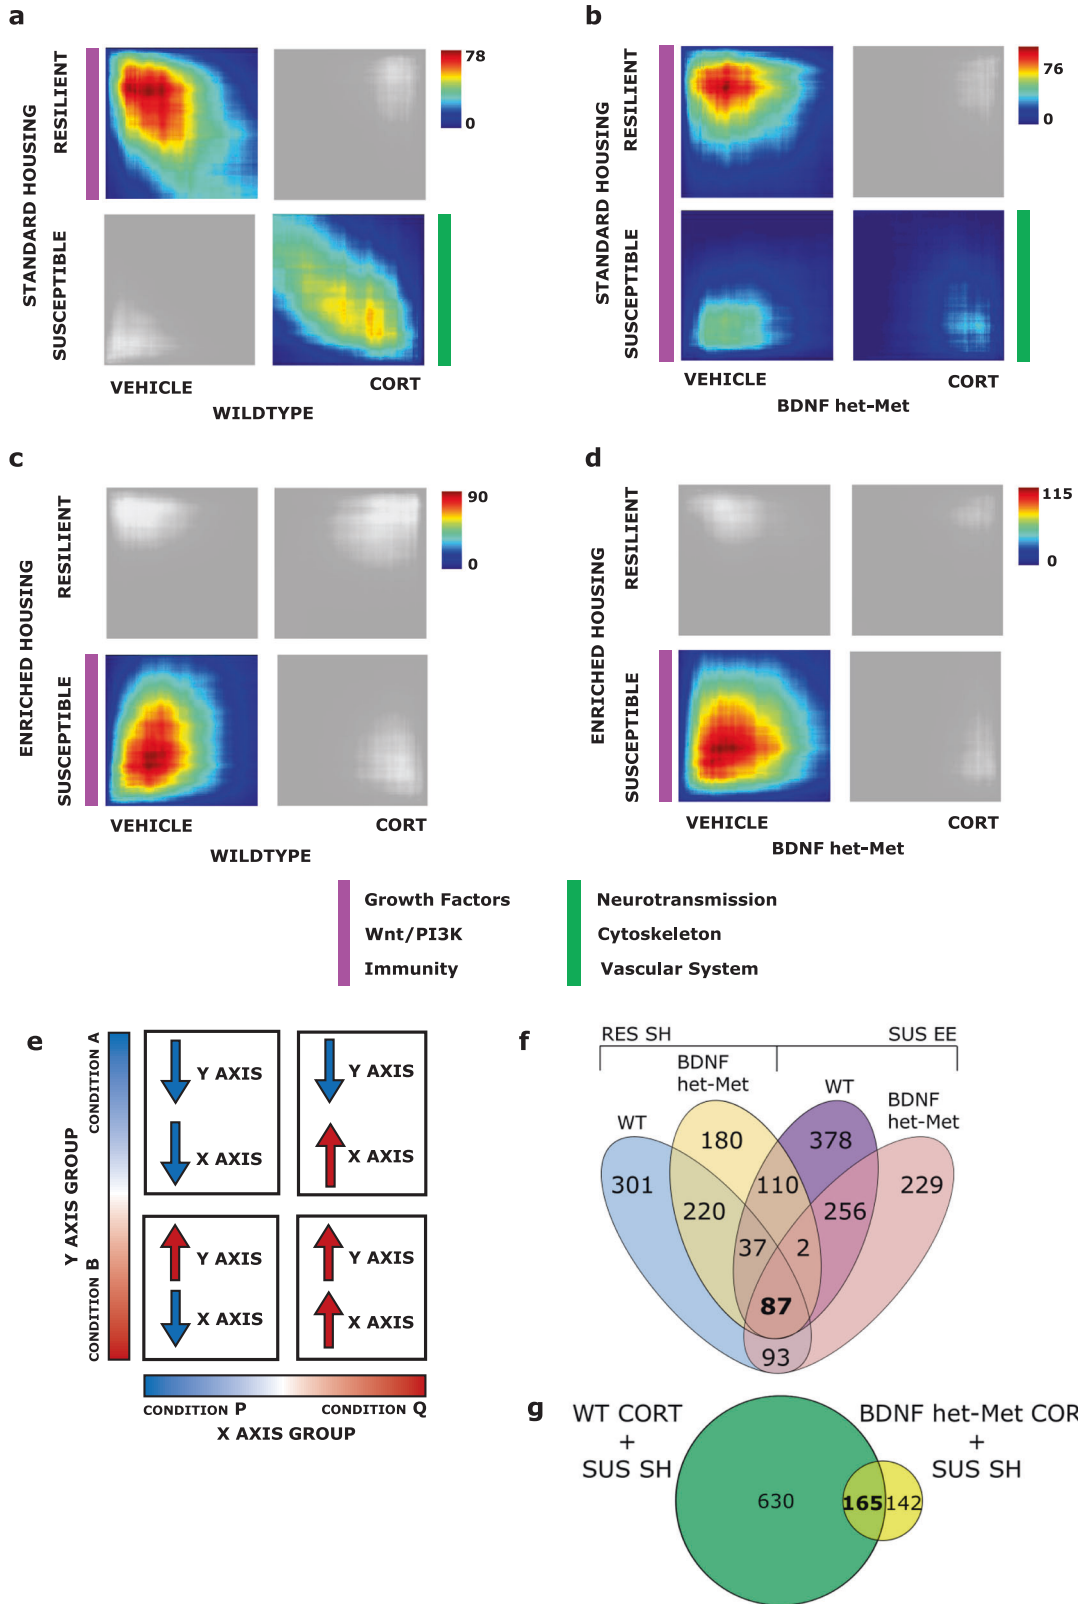 a
STANDARD HOUSING
RESILIENT
SUSCEPTIBLE
78
0
VEHICLE
CORT
WILDTYPE
b
STANDARD HOUSING
RESILIENT
SUSCEPTIBLE
76
0
VEHICLE
CORT
BDNF het-Met
c
ENRICHED HOUSING
RESILIENT
SUSCEPTIBLE
90
0
VEHICLE
CORT
WILDTYPE
d
ENRICHED HOUSING
RESILIENT
SUSCEPTIBLE
115
0
VEHICLE
CORT
BDNF het-Met
Growth Factors
Wnt/PI3K
Immunity
Neurotransmission
Cytoskeleton
Vascular System
e
Y AXIS GROUP
CONDITION A
CONDITION B
Y AXIS
X AXIS
Y AXIS
X AXIS
Y AXIS
X AXIS
Y AXIS
X AXIS
CONDITION P
CONDITION Q
X AXIS GROUP
f
RES SH
SUS EE
WT
BDNF
het-Met
WT
BDNF
het-Met
301
180
378
229
220
110
256
37
2
87
93
g
WT CORT
+
SUS SH
BDNF het-Met COR
+
SUS SH
630
165
142